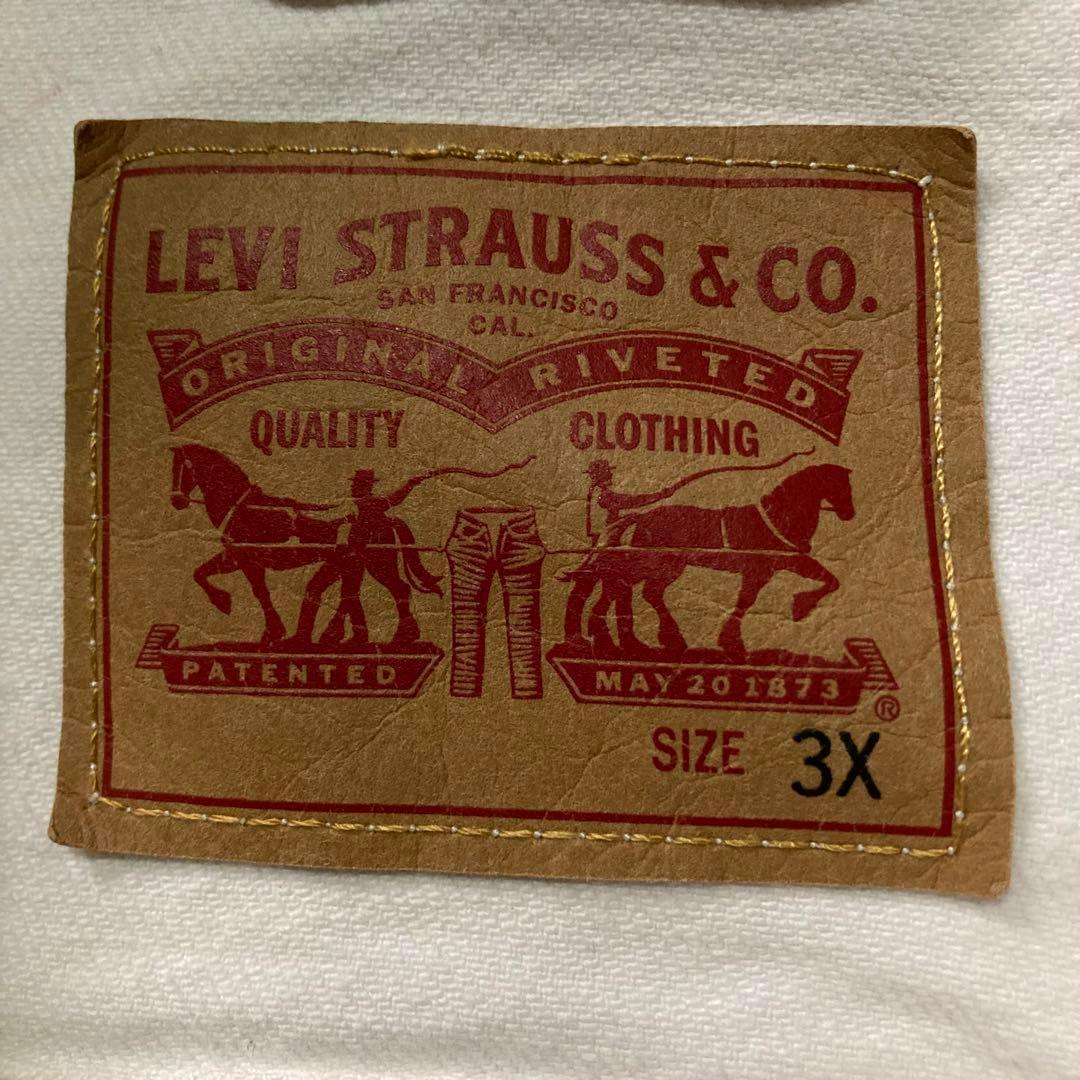 LEVI STRAUSS & CO.
SAN FRANCISCO
CAL.
ORIGINAL RIVETED
QUALITY CLOTHING
PATENTED MAY 20 1873
®
SIZE 3X